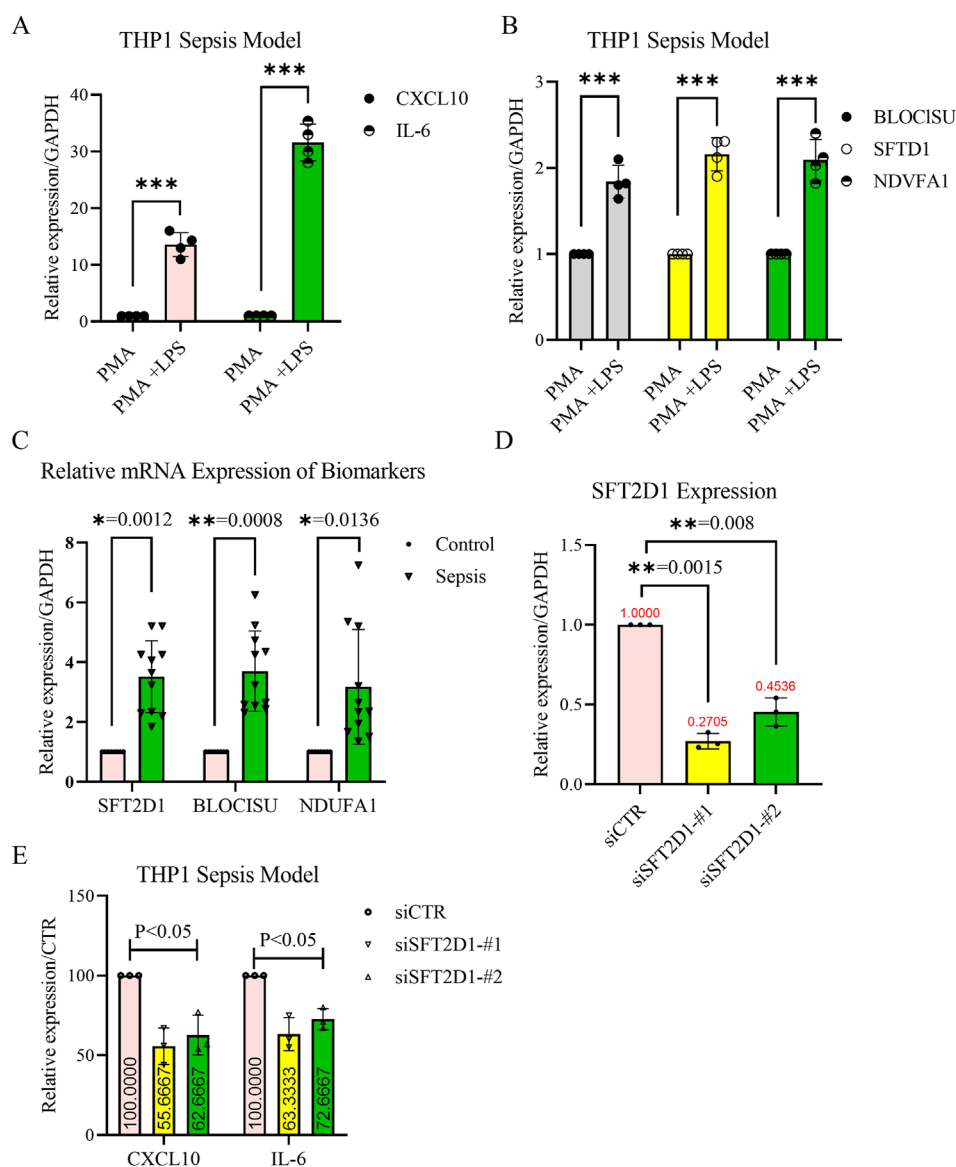 A
THP1 Sepsis Model
Relative expression/GAPDH
40
30
20
10
0
***
***
CXCL10
IL-6
PMA
PMA +LPS
PMA
PMA +LPS
B
THP1 Sepsis Model
Relative expression/GAPDH
3
2
1
0
***
***
***
BLOCISU
SFTD1
NDVFA1
PMA
PMA +LPS
PMA
PMA +LPS
PMA
PMA +LPS
C
Relative mRNA Expression of Biomarkers
Relative expression/GAPDH
8
6
4
2
0
*=0.0012
**=0.0008
*=0.0136
Control
Sepsis
SFT2D1
BLOCISU
NDUFA1
D
SFT2D1 Expression
Relative expression/GAPDH
1.5
1.0
0.5
0.0
**=0.008
**=0.0015
1.0000
0.2705
0.4536
siCTR
siSFT2D1-#1
siSFT2D1-#2
E
THP1 Sepsis Model
Relative expression/CTR
150
100
50
0
P<0.05
P<0.05
siCTR
siSFT2D1-#1
siSFT2D1-#2
100.0000
55.6667
62.6667
100.0000
63.3333
72.6667
CXCL10
IL-6